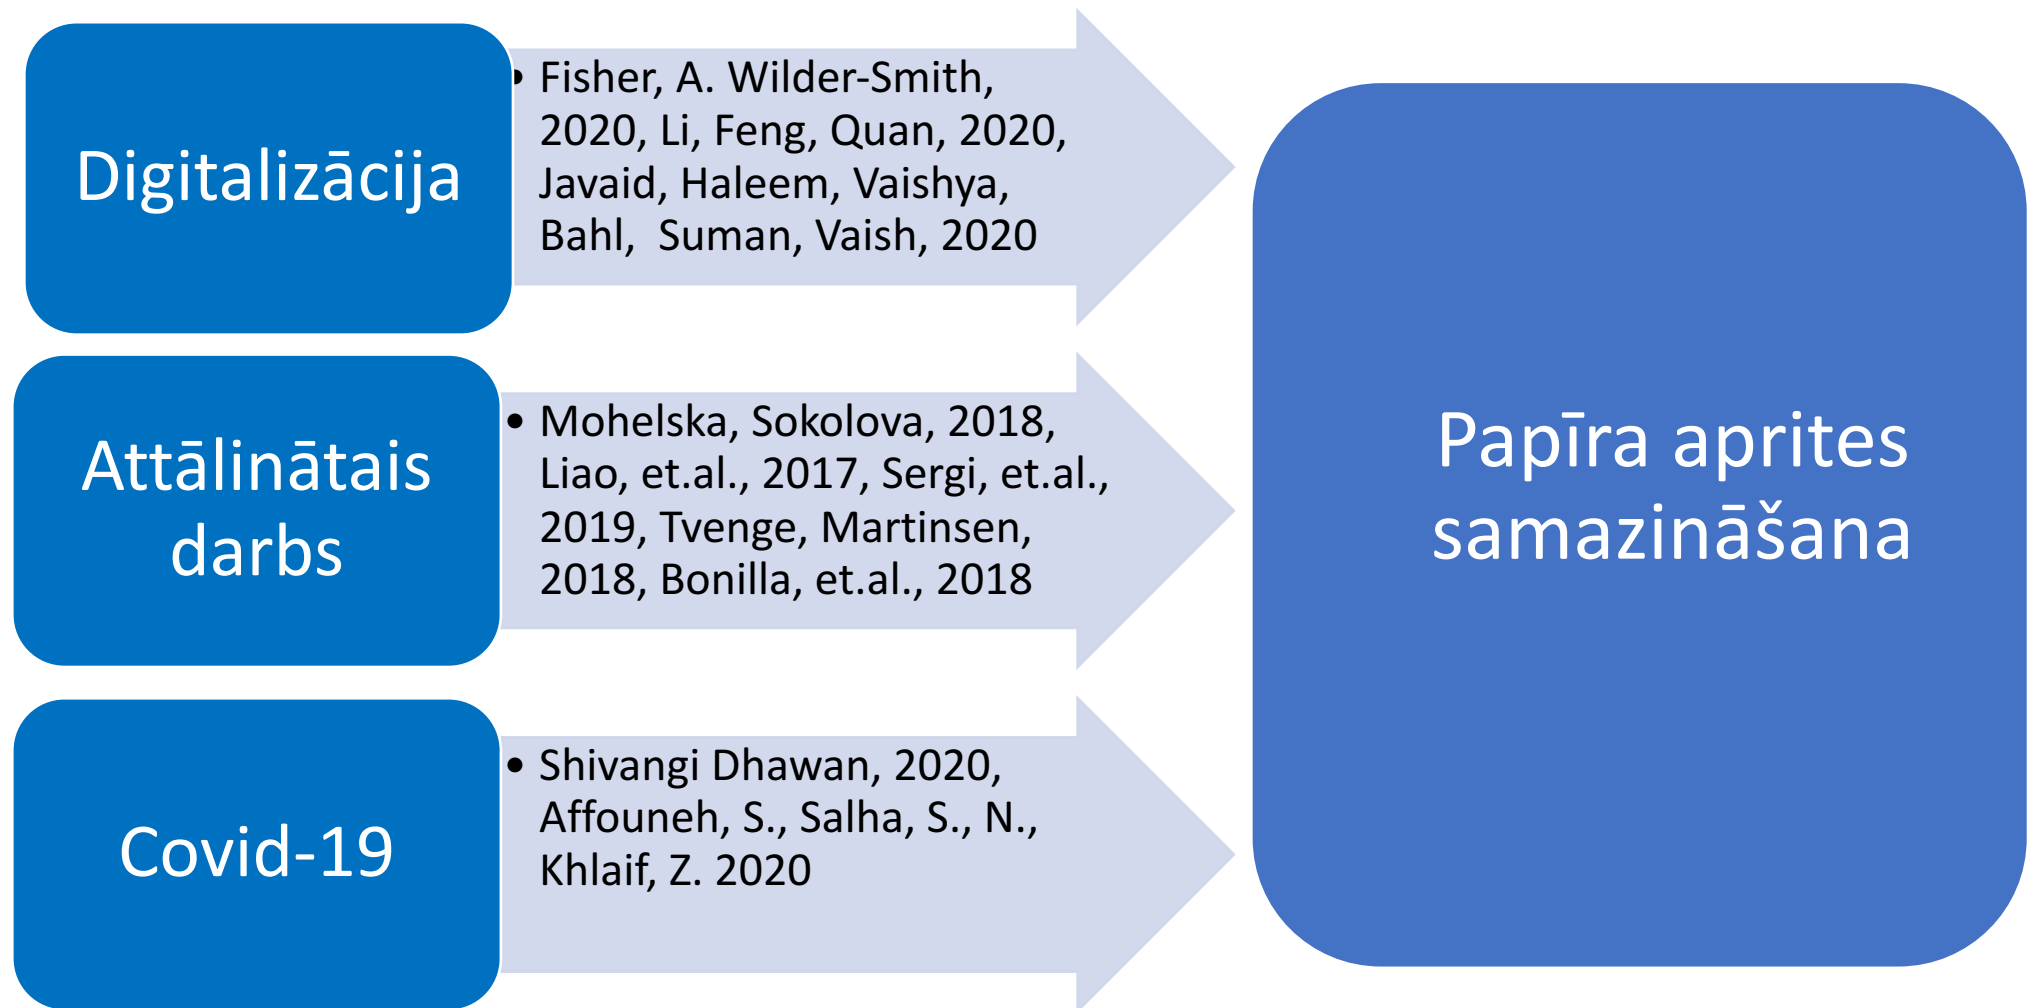 Digitalizācija
• Fisher, A. Wilder-Smith,
2020, Li, Feng, Quan, 2020,
Javaid, Haleem, Vaishya,
Bahl,  Suman, Vaish, 2020
Attālinātais
darbs
• Mohelska, Sokolova, 2018,
Liao, et.al., 2017, Sergi, et.al.,
2019, Tvenge, Martinsen,
2018, Bonilla, et.al., 2018
Covid-19
• Shivangi Dhawan, 2020,
Affouneh, S., Salha, S., N.,
Khlaif, Z. 2020
Papīra aprites
samazināšana